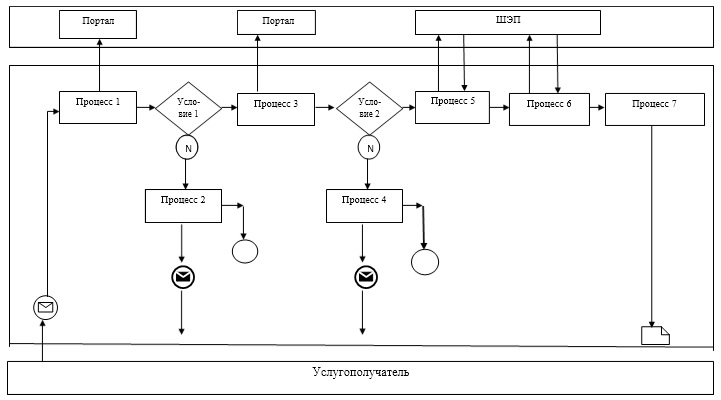 Портал
Портал
ШЭП
Процесс 1
Усло-
вие 1
Процесс 3
Усло-
вие 2
Процесс 5
Процесс 6
Процесс 7
N
N
Процесс 2
Процесс 4
Услугополучатель